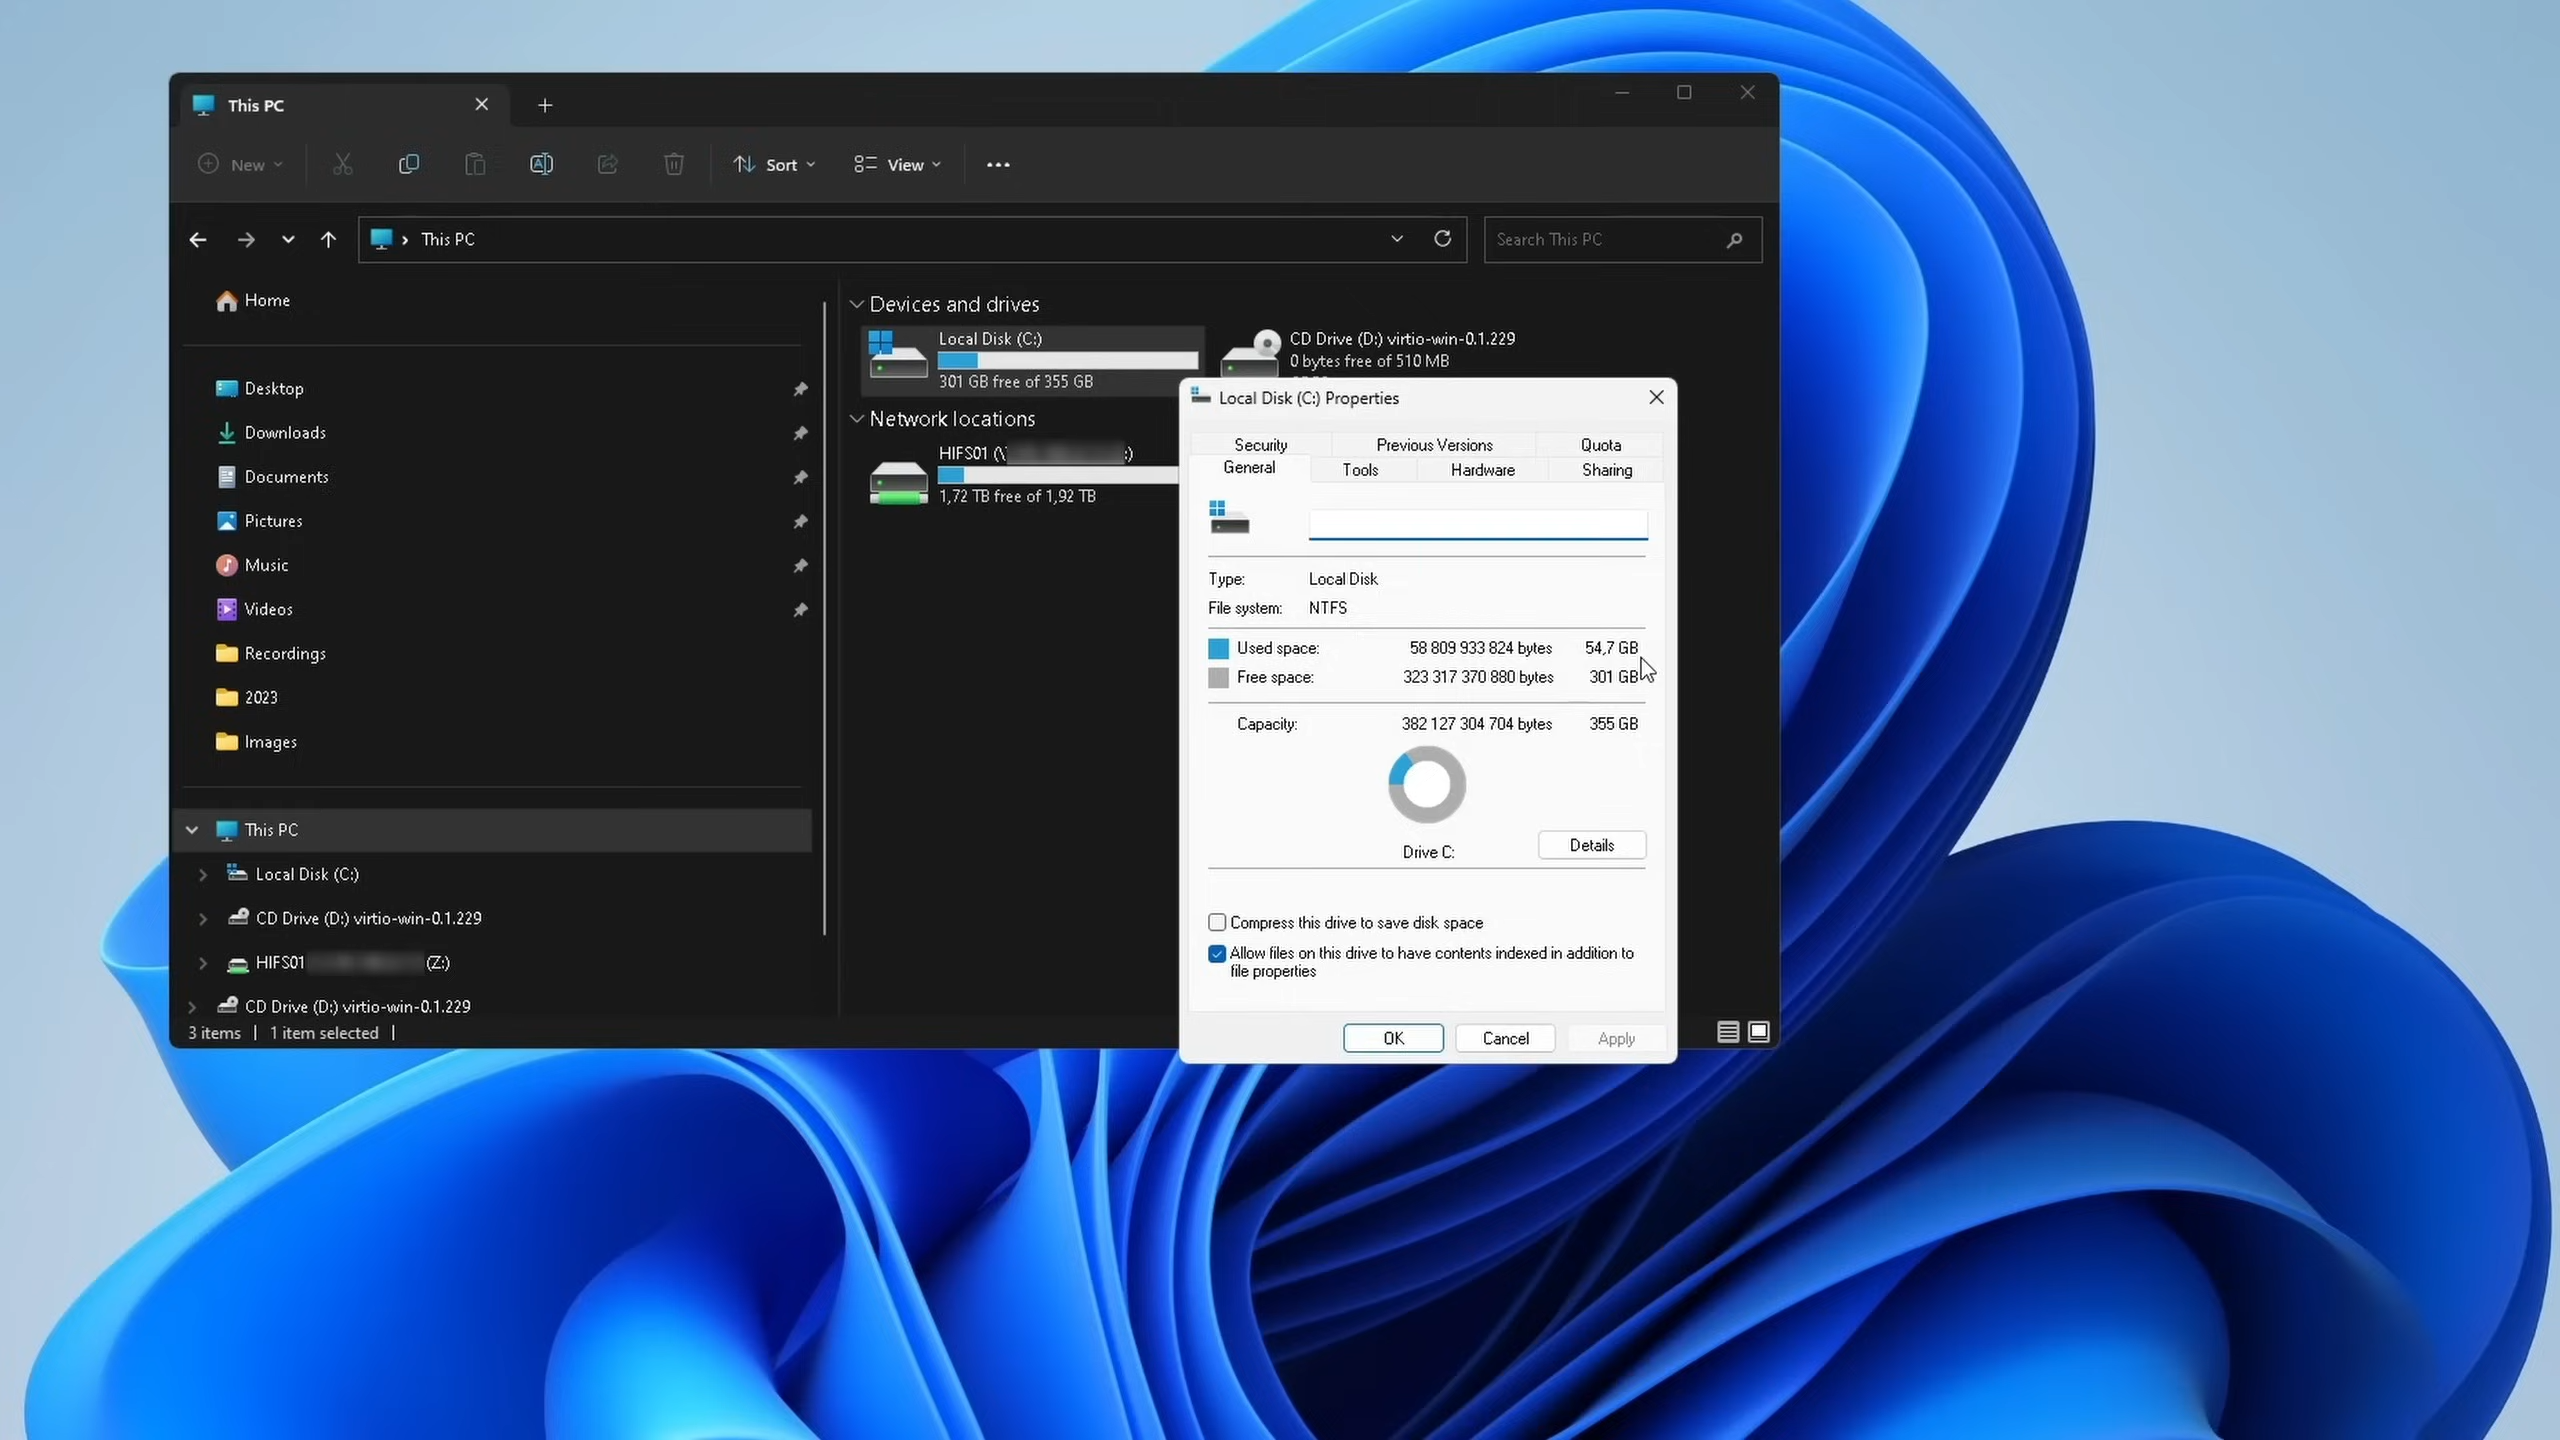 This PC
New
Sort
View
This PC
Search This PC
Home
Desktop
Downloads
Documents
Pictures
Music
Videos
Recordings
2023
Images
This PC
Local Disk (C:)
CD Drive (D:) virtio-win-0.1.229
HIFS01 (Z:)
CD Drive (D:) virtio-win-0.1.229
3 items
1 item selected
Devices and drives
Local Disk (C:)
301 GB free of 355 GB
CD Drive (D:) virtio-win-0.1.229
0 bytes free of 510 MB
Network locations
HIFS01 (\ :)
1,72 TB free of 1,92 TB
Local Disk (C:) Properties
Security Previous Versions Quota
General Tools Hardware Sharing
Type: Local Disk
File system: NTFS
Used space: 58 809 933 824 bytes 54,7 GB
Free space: 323 317 370 880 bytes 301 GB
Capacity: 382 127 304 704 bytes 355 GB
Drive C:
Details
Compress this drive to save disk space
Allow files on this drive to have contents indexed in addition to
file properties
OK Cancel Apply